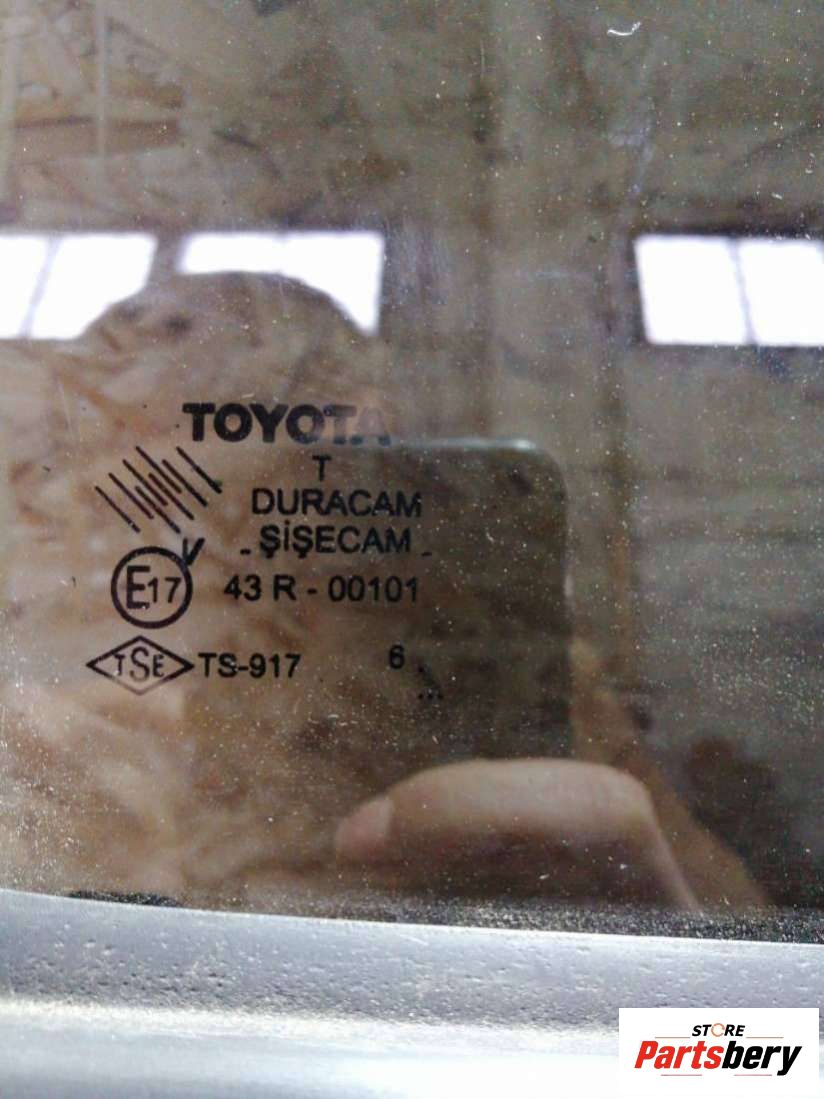 TOYOTA
T
DURACAM
- ŞİŞECAM -
E17 43 R - 00101
TSE TS-917 6
...
STORE
Partsbery